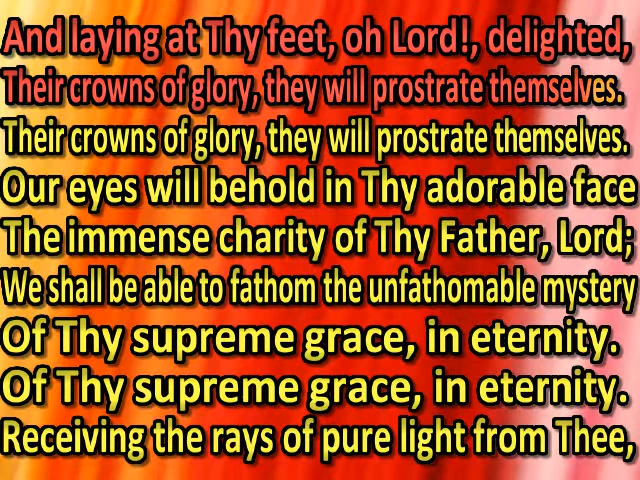 And laying at Thy feet, oh Lord!, delighted,
Their crowns of glory, they will prostrate themselves.
Their crowns of glory, they will prostrate themselves.
Our eyes will behold in Thy adorable face
The immense charity of Thy Father, Lord;
We shall be able to fathom the unfathomable mystery
Of Thy supreme grace, in eternity.
Of Thy supreme grace, in eternity.
Receiving the rays of pure light from Thee,